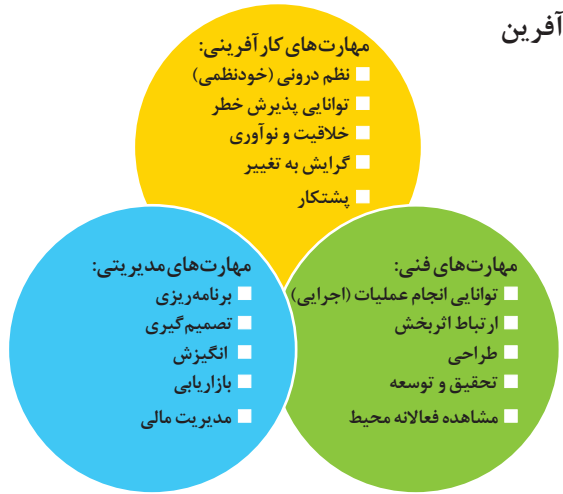 آفرین
مهارت‌های کارآفرینی:
نظم درونی (خودنظمی)
توانایی پذیرش خطر
خلاقیت و نوآوری
گرایش به تغییر
پشتکار
مهارت‌های فنی:
توانایی انجام عملیات (اجرایی)
ارتباط اثربخش
طراحی
تحقیق و توسعه
مشاهده فعالانه محیط
مهارت‌های مدیریتی:
برنامه‌ریزی
تصمیم‌گیری
انگیزش
بازاریابی
مدیریت مالی